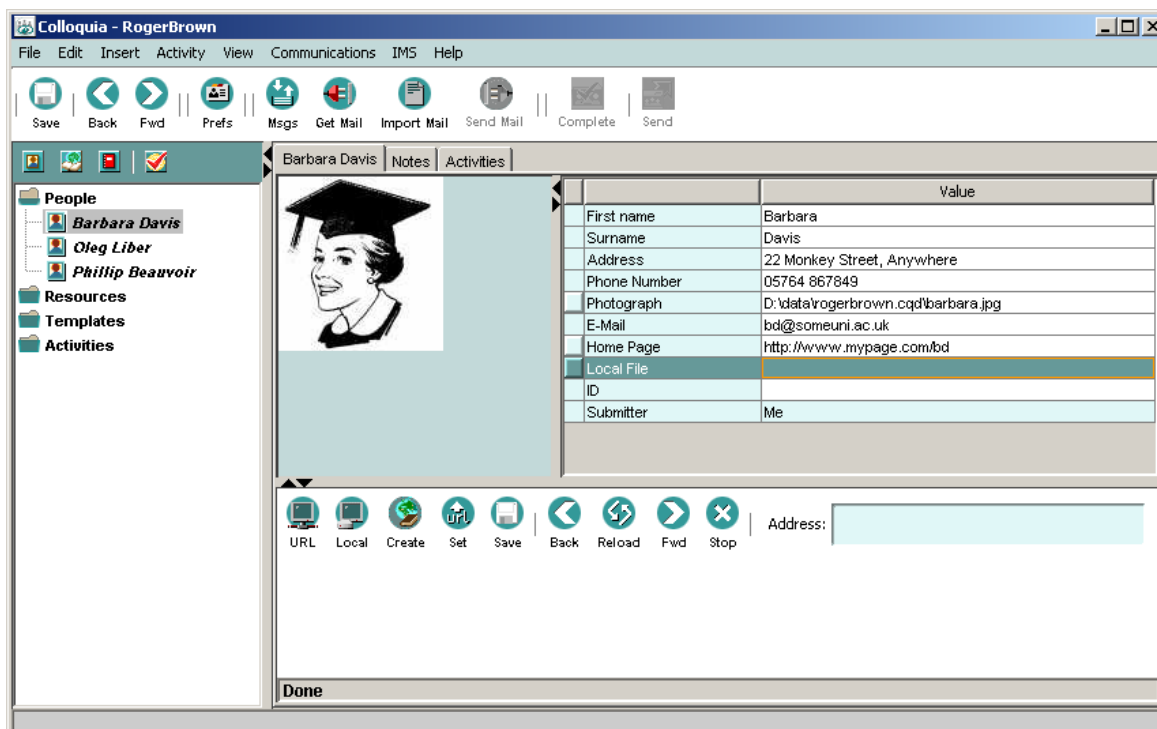 Colloquia - RogerBrown
File Edit Insert Activity View Communications IMS Help
Save Back Fwd Prefs Msgs Get Mail Import Mail Send Mail Complete Send
Barbara Davis Notes Activities
People
Barbara Davis
Oleg Liber
Phillip Beauvoir
Resources
Templates
Activities
Value
First name Barbara
Surname Davis
Address 22 Monkey Street, Anywhere
Phone Number 05764 867849
Photograph D:\data\rogerbrown.cqd\barbara.jpg
E-Mail bd@someuni.ac.uk
Home Page http://www.mypage.com/bd
Local File
ID
Submitter Me
URL Local Create Set Save Back Reload Fwd Stop Address:
Done